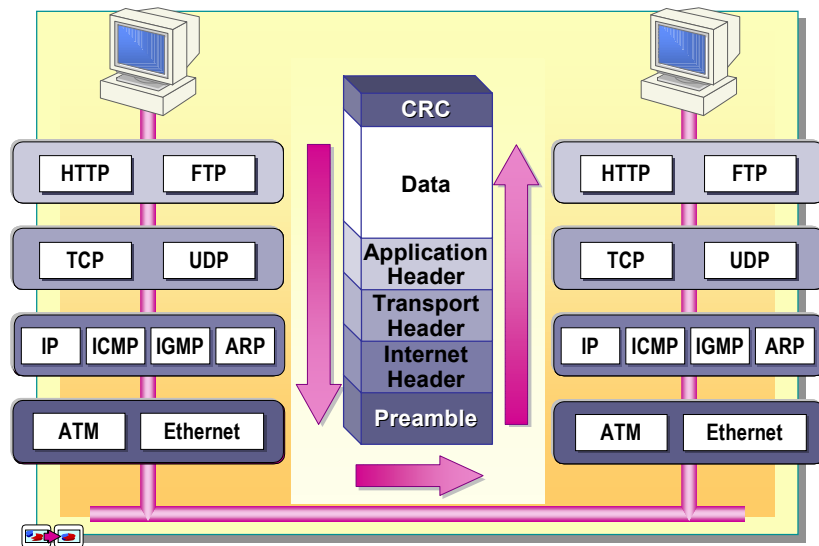 HTTP FTP
TCP UDP
IP ICMP IGMP ARP
ATM Ethernet
CRC
Data
Application
Header
Transport
Header
Internet
Header
Preamble
HTTP FTP
TCP UDP
IP ICMP IGMP ARP
ATM Ethernet